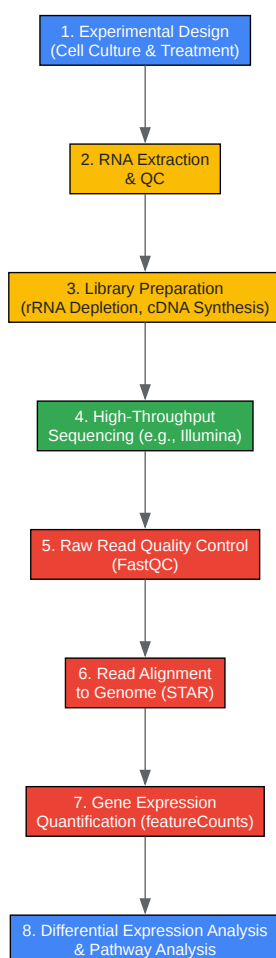 1. Experimental Design
(Cell Culture & Treatment)
2. RNA Extraction
& QC
3. Library Preparation
(rRNA Depletion, cDNA Synthesis)
4. High-Throughput
Sequencing (e.g., Illumina)
5. Raw Read Quality Control
(FastQC)
6. Read Alignment
to Genome (STAR)
7. Gene Expression
Quantification (featureCounts)
8. Differential Expression Analysis
& Pathway Analysis